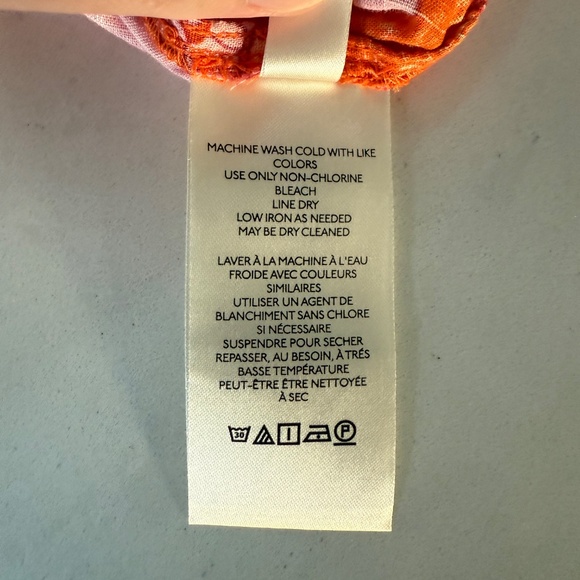 MACHINE WASH COLD WITH LIKE
COLORS
USE ONLY NON-CHLORINE
BLEACH
LINE DRY
LOW IRON AS NEEDED
MAY BE DRY CLEANED
LAVER À LA MACHINE À L'EAU
FROIDE AVEC COULEURS
SIMILAIRES
UTILISER UN AGENT DE
BLANCHIMENT SANS CHLORE
SI NÉCESSAIRE
SUSPENDRE POUR SECHER
REPASSER, AU BESOIN, À TRÉS
BASSE TEMPÉRATURE
PEUT-ÊTRE ÊTRE NETTOYÉE
À SEC
30 P